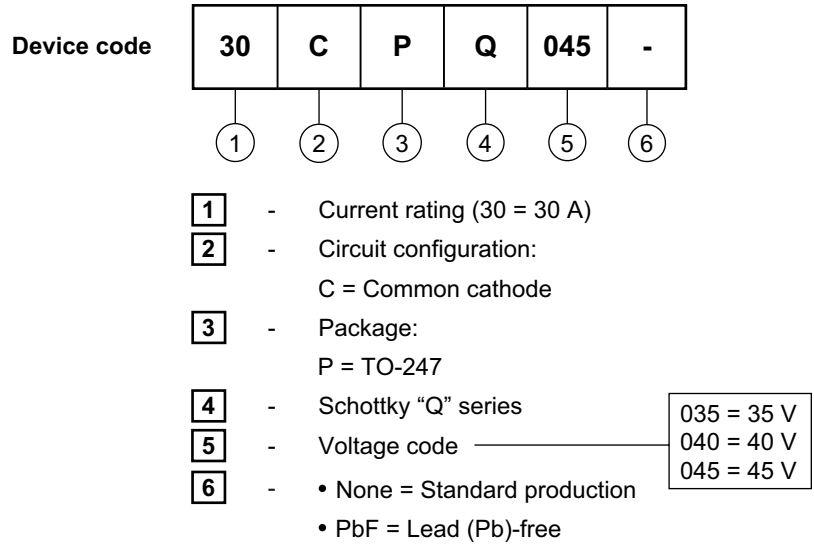 Device code 30 C P Q 045 -
1 2 3 4 5 6
1 - Current rating (30 = 30 A)
2 - Circuit configuration:
C = Common cathode
3 - Package:
P = TO-247
4 - Schottky “Q” series
5 - Voltage code
035 = 35 V
040 = 40 V
045 = 45 V
6 - • None = Standard production
• PbF = Lead (Pb)-free